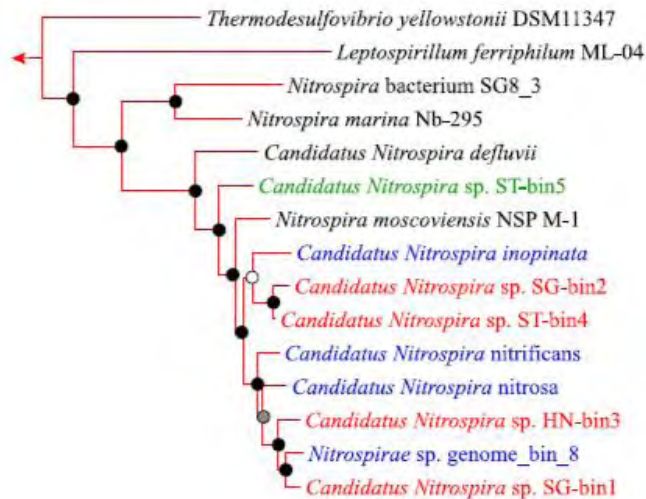 Thermodesulfovibrio yellowstonii DSM11347
Leptospirillum ferriphilum ML-04
Nitrospira bacterium SG8_3
Nitrospira marina Nb-295
Candidatus Nitrospira defluvii
Candidatus Nitrospira sp. ST-bin5
Nitrospira moscoviensis NSP M-1
Candidatus Nitrospira inopinata
Candidatus Nitrospira sp. SG-bin2
Candidatus Nitrospira sp. ST-bin4
Candidatus Nitrospira nitrificans
Candidatus Nitrospira nitrosa
Candidatus Nitrospira sp. HN-bin3
Nitrospirae sp. genome_bin_8
Candidatus Nitrospira sp. SG-bin1